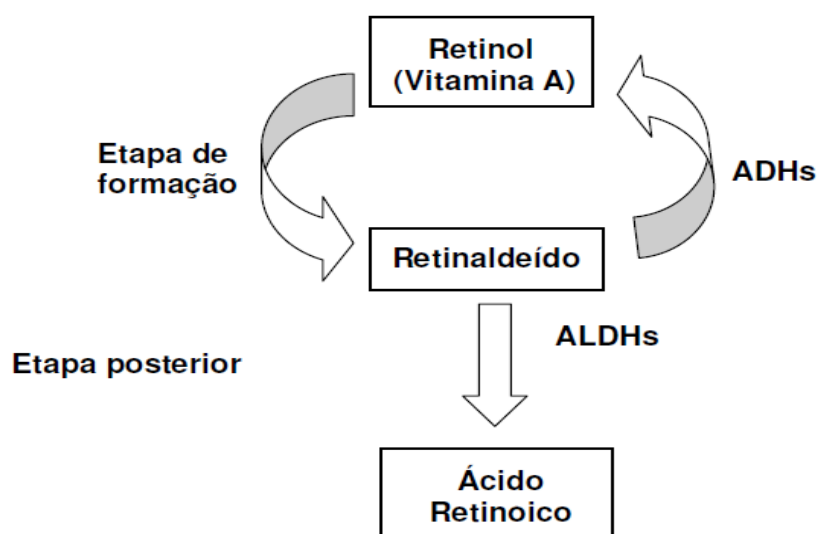 Retinol
(Vitamina A)
Etapa de
formação
ADHs
Retinaldeído
ALDHs
Etapa posterior
Ácido
Retinoico